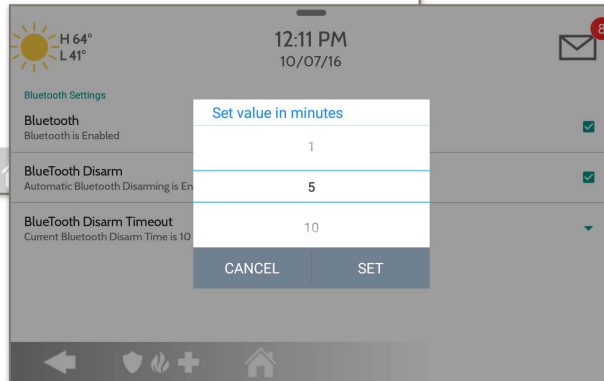 H 64°
L 41°
12:11 PM
10/07/16
8
Bluetooth Settings
Bluetooth
Bluetooth is Enabled
BlueTooth Disarm
Automatic Bluetooth Disarming is En
BlueTooth Disarm Timeout
Current Bluetooth Disarm Time is 10
Set value in minutes
1
5
10
CANCEL SET